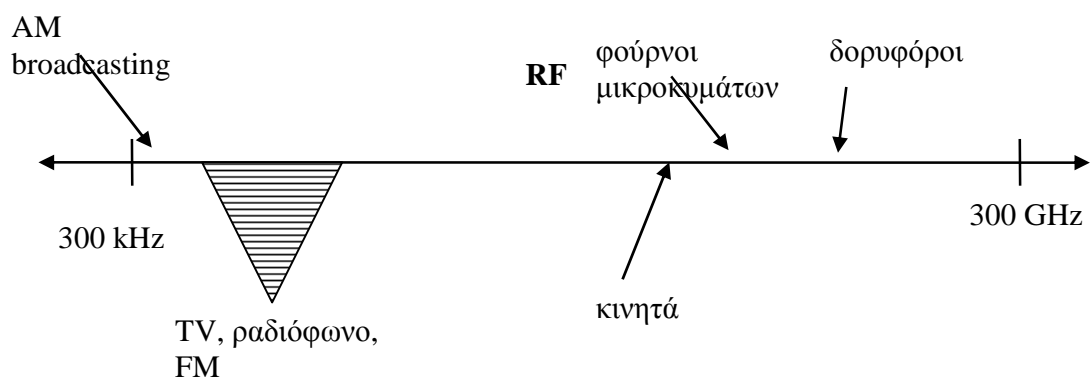 AM
broadcasting
RF
φούρνοι
μικροκυμάτων
δορυφόροι
300 kHz
300 GHz
TV, ραδιόφωνο,
FM
κινητά